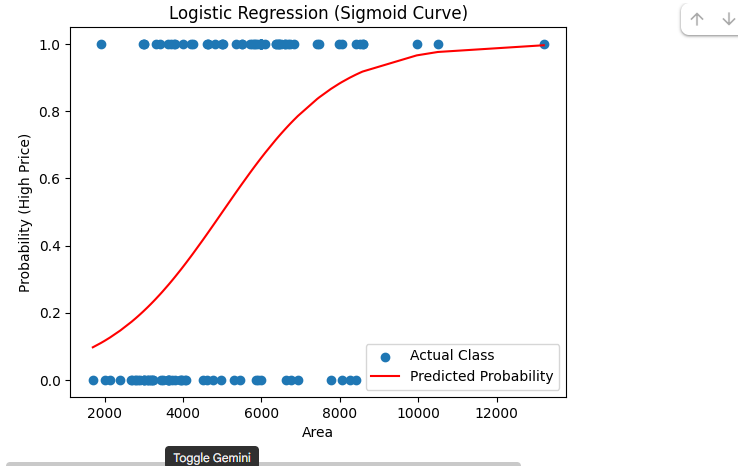 Logistic Regression (Sigmoid Curve)
1.0
0.8
0.6
0.4
0.2
0.0
Probability (High Price)
Actual Class
Predicted Probability
2000 4000 6000 8000 10000 12000
Area
Toggle Gemini